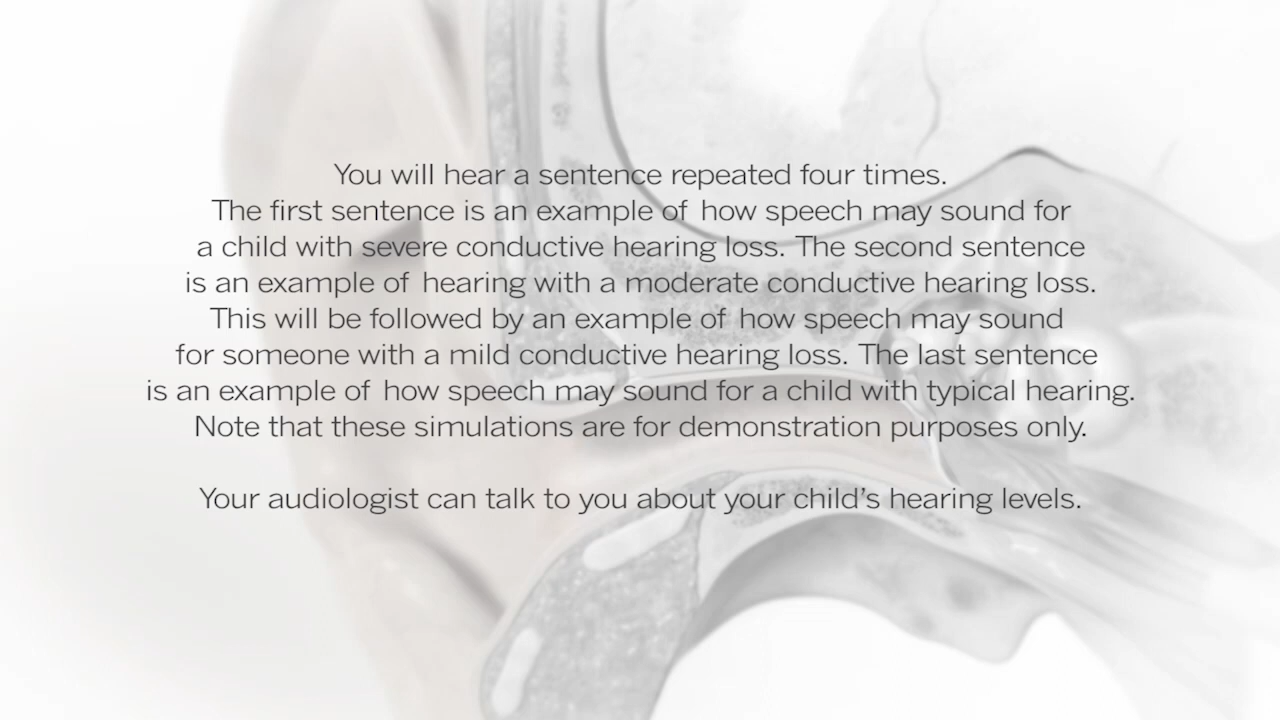 You will hear a sentence repeated four times.
The first sentence is an example of how speech may sound for
a child with severe conductive hearing loss. The second sentence
is an example of hearing with a moderate conductive hearing loss.
This will be followed by an example of how speech may sound
for someone with a mild conductive hearing loss. The last sentence
is an example of how speech may sound for a child with typical hearing.
Note that these simulations are for demonstration purposes only.
Your audiologist can talk to you about your child’s hearing levels.